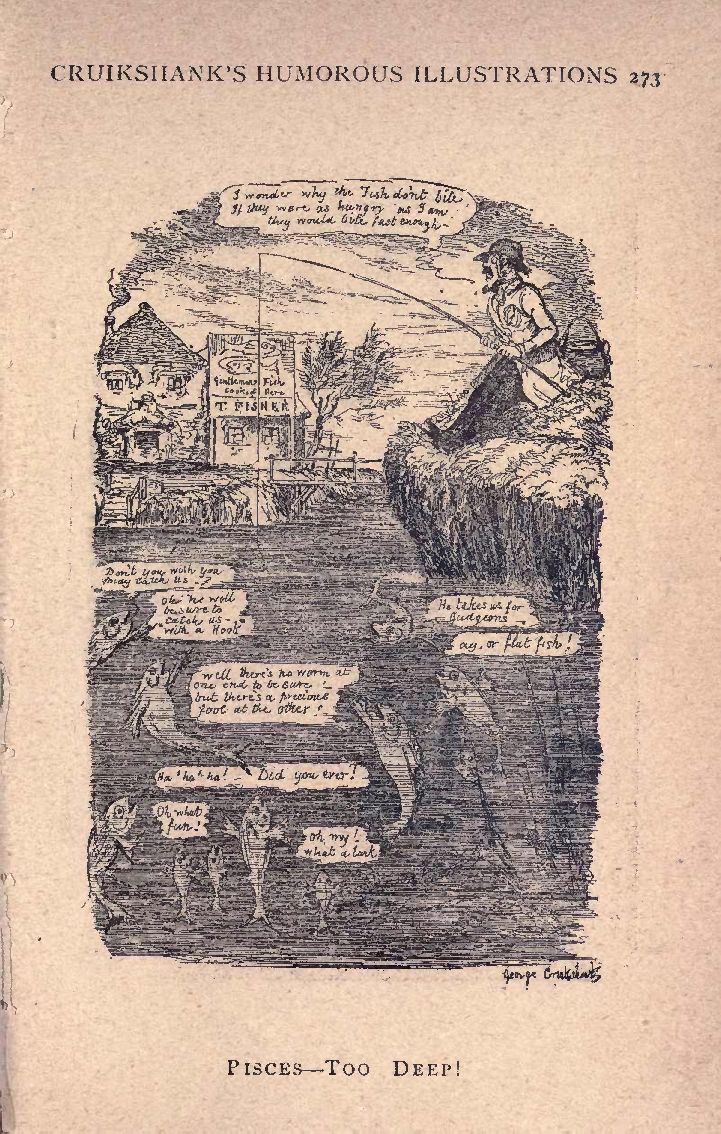 CRUIKSHANK'S HUMOROUS ILLUSTRATIONS 273
I wonder why the Fish don't bite
If they were as hungry as I am
they would bite fast enough-
Gentlemens Fish
Cooked Here
T. FISHER
Don't you wish you
may catch us -?
Oh! he will
be sure to
catch us -
"with a Hook"
He takes us for
Gudgeons -
ay, or flat fish!
well there's no worm at
one end to be sure! -
but there's a precious
fool at the other!
Ha! ha! ha! - Did you ever!
Oh what
fun!
Oh my!
what a lark
George Cruikshank
PISCES—TOO DEEP!